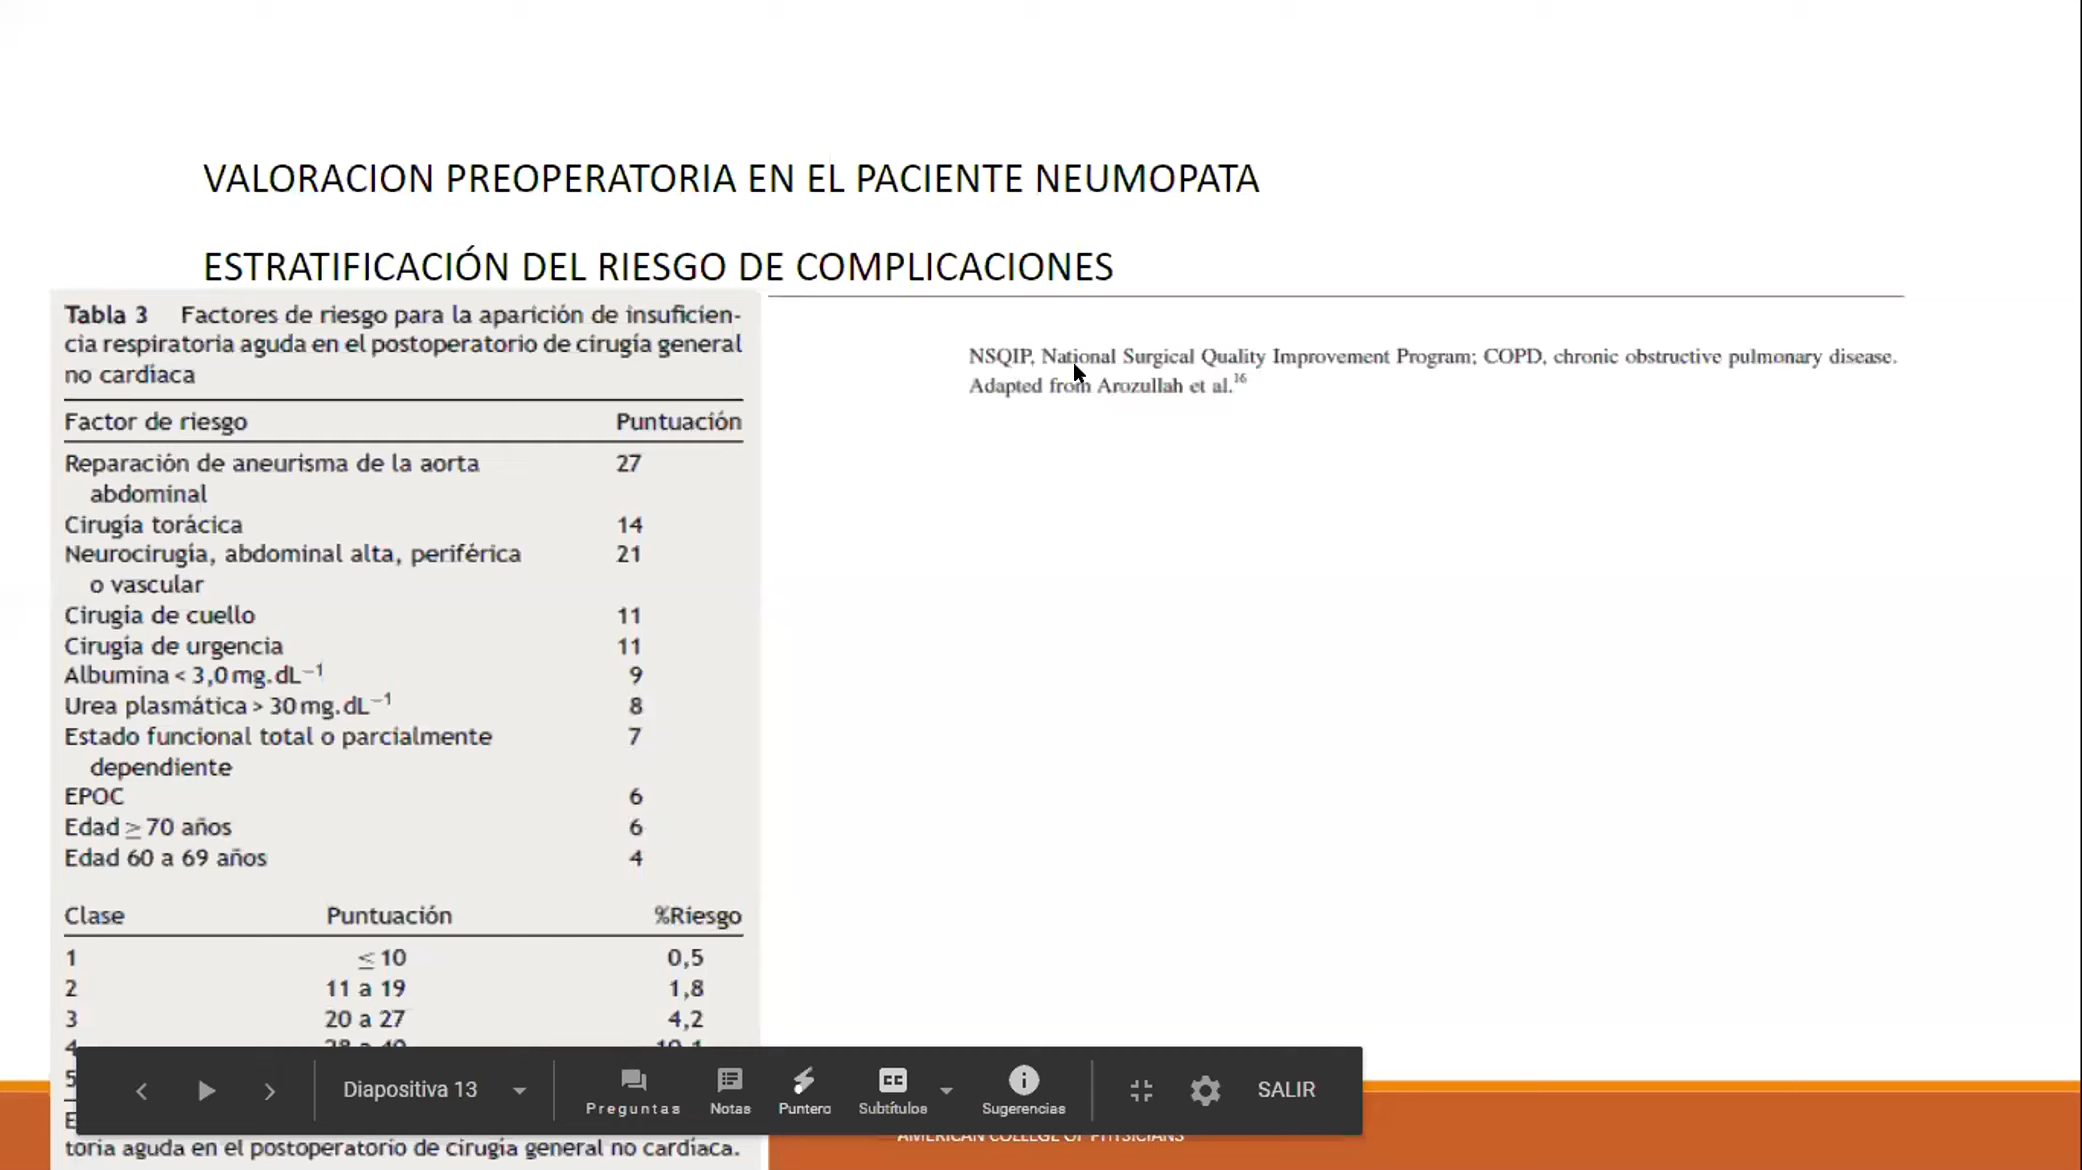 VALORACION PREOPERATORIA EN EL PACIENTE NEUMOPATA
ESTRATIFICACIÓN DEL RIESGO DE COMPLICACIONES
Tabla 3 Factores de riesgo para la aparición de insuficien-
cia respiratoria aguda en el postoperatorio de cirugía general
no cardíaca
Factor de riesgo Puntuación
Reparación de aneurisma de la aorta 27
abdominal
Cirugía torácica 14
Neurocirugía, abdominal alta, periférica 21
o vascular
Cirugía de cuello 11
Cirugía de urgencia 11
Albumina < 3,0 mg.dL−1 9
Urea plasmática > 30 mg.dL−1 8
Estado funcional total o parcialmente 7
dependiente
EPOC 6
Edad ≥ 70 años 6
Edad 60 a 69 años 4
Clase Puntuación %Riesgo
1 ≤ 10 0,5
2 11 a 19 1,8
3 20 a 27 4,2
4
5
toria aguda en el postoperatorio de cirugía general no cardíaca.
NSQIP, National Surgical Quality Improvement Program; COPD, chronic obstructive pulmonary disease.
Adapted from Arozullah et al.16
Diapositiva 13
Preguntas
Notas
Puntero
Subtítulos
Sugerencias
SALIR
AMERICAN COLLEGE OF PHYSICIANS